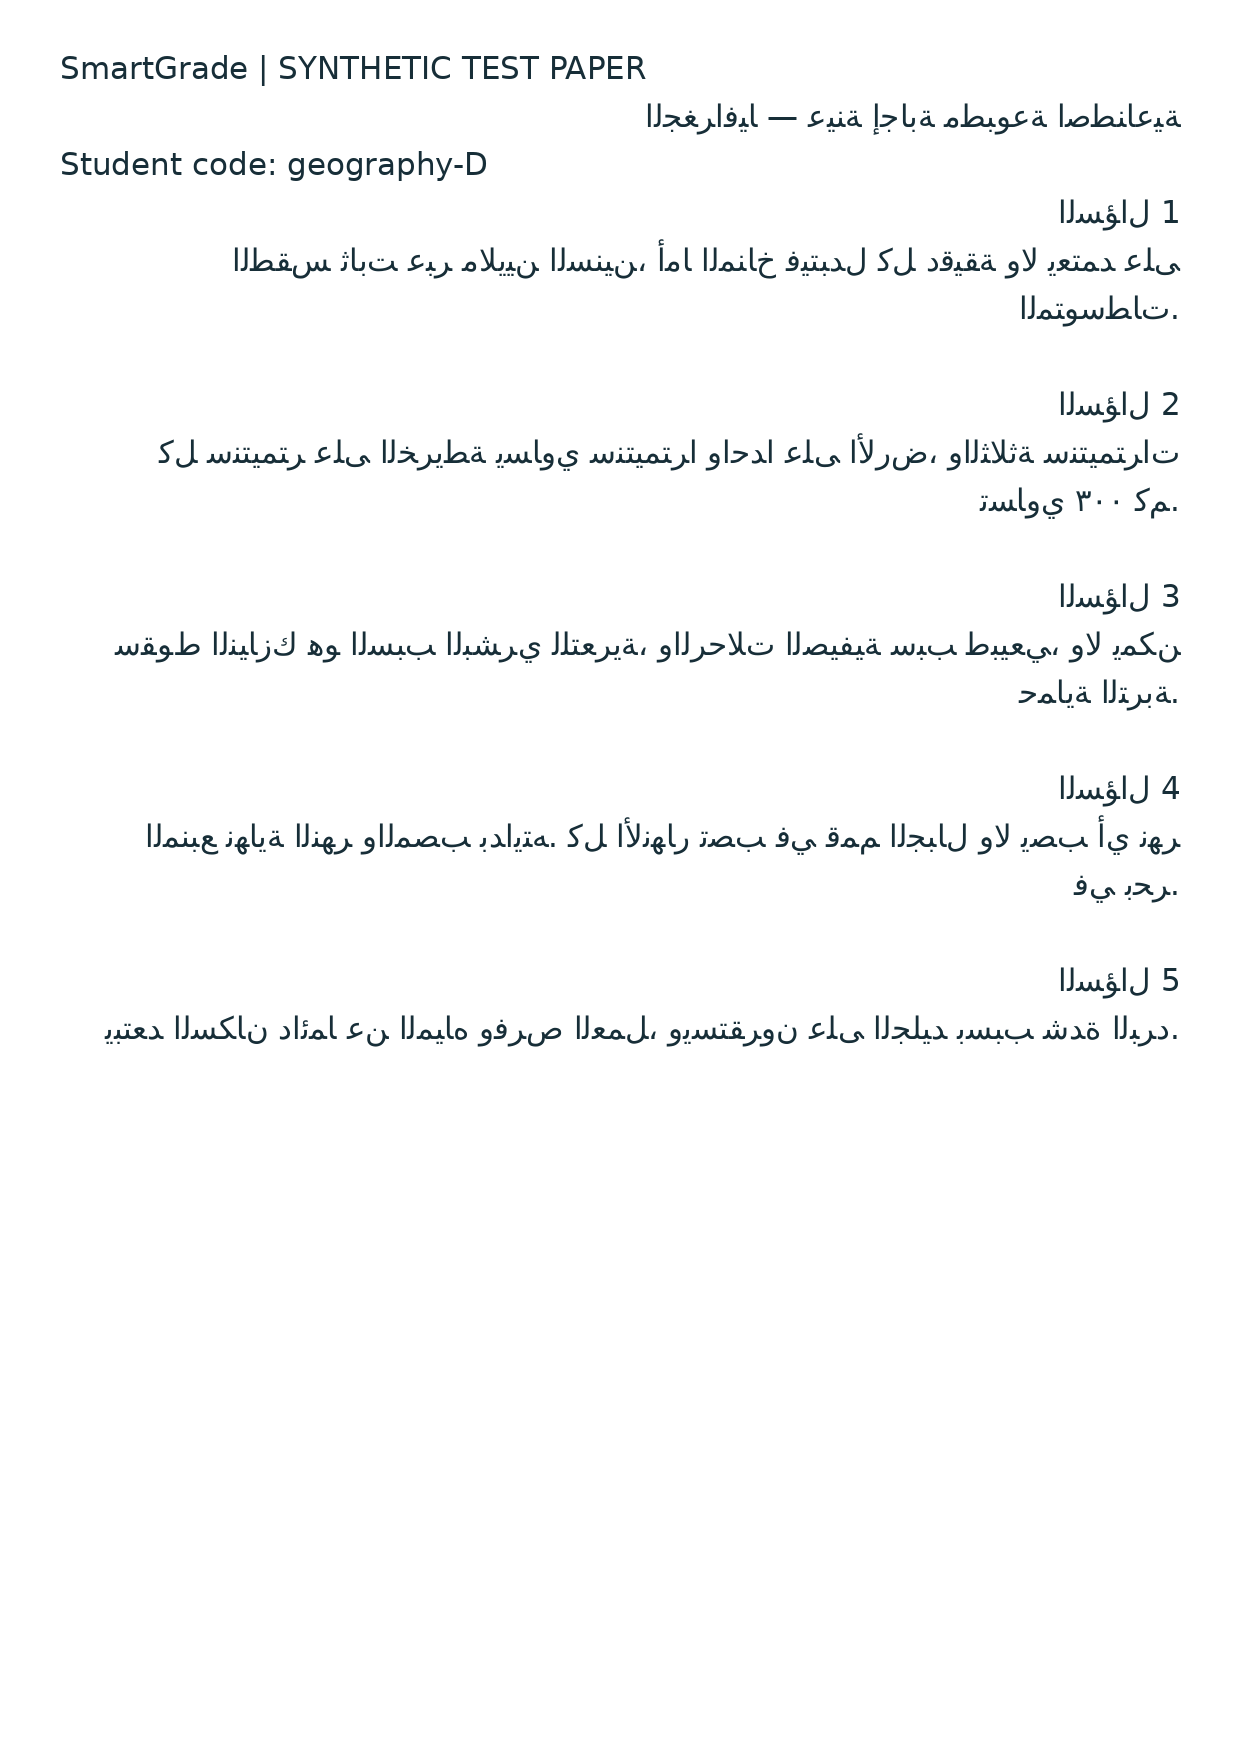 SmartGrade | SYNTHETIC TEST PAPER
الجغرافيا — عينة إجابة مطبوعة اصطناعية
Student code: geography-D
السؤال 1
الطقس ثابت عبر ملايين السنين، أما المناخ فيتبدل كل دقيقة ولا يعتمد على
المتوسطات.
السؤال 2
كل سنتيمتر على الخريطة يساوي سنتيمترا واحدا على الأرض، والثلاثة سنتيمترات
تساوي ٣٠٠ كم.
السؤال 3
سقوط النيازك هو السبب البشري للتعرية، والرحلات الصيفية سبب طبيعي، ولا يمكن
حماية التربة.
السؤال 4
المنبع نهاية النهر والمصب بدايته. كل الأنهار تصب في قمم الجبال ولا يصب أي نهر
في بحر.
السؤال 5
يبتعد السكان دائما عن المياه وفرص العمل، ويستقرون على الجليد بسبب شدة البرد.